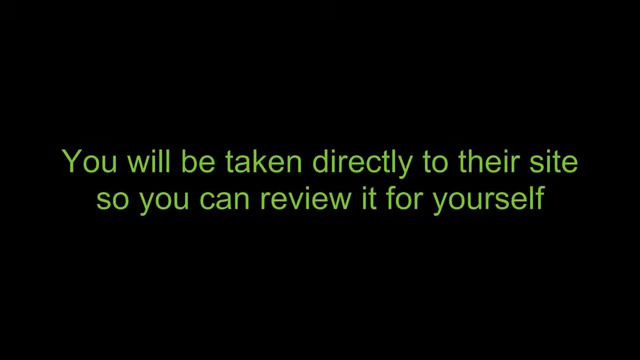 You will be taken directly to their site
so you can review it for yourself